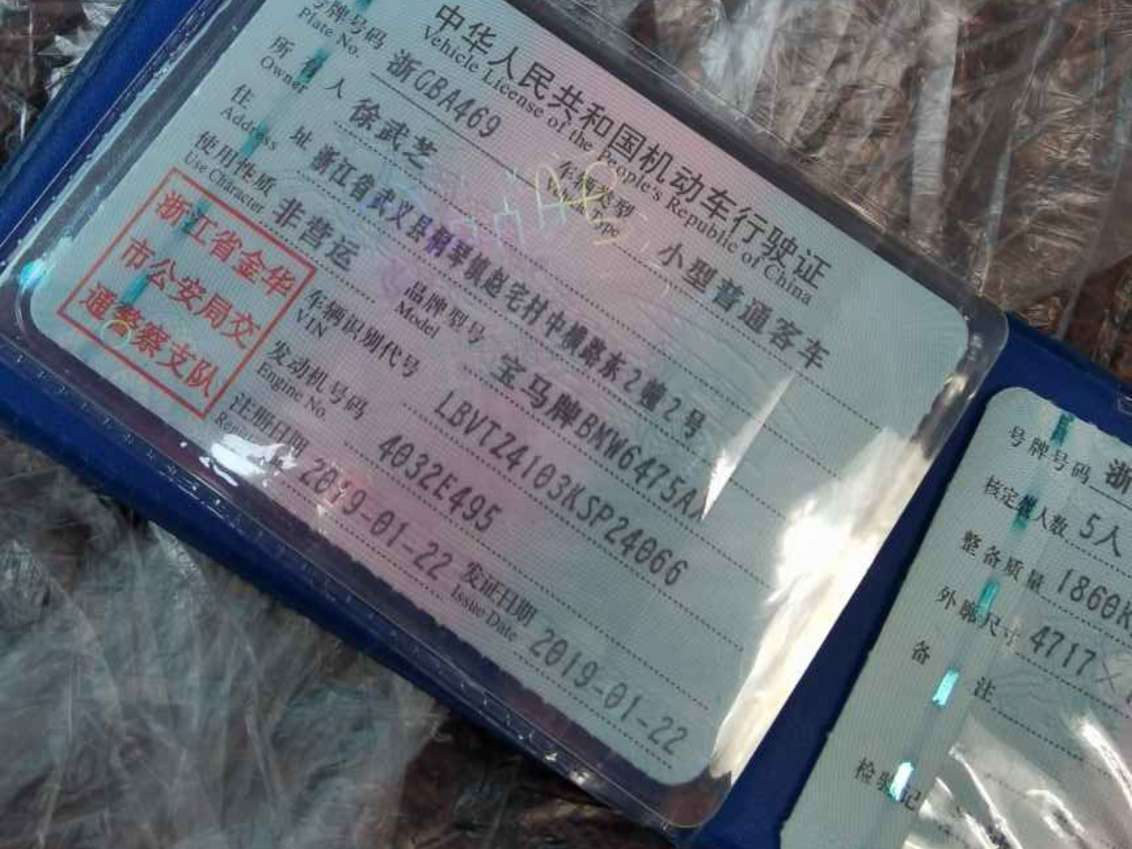 中华人民共和国机动车行驶证
Vehicle License of the People's Republic of China
号牌号码 浙GBA469 车辆类型 小型普通客车
Plate No.
所有人 徐武芝
Owner
住址 浙江省武义县桐琴镇赵宅村中横路东2幢2号
Address
使用性质 非营运 品牌型号 宝马牌BMW6475AX
Use Character Model
浙江省金华
市公安局交
通警察支队
车辆识别代号 LBVTZ4103KSP24066
VIN
发动机号码 4032E495
Engine No.
注册日期 2019-01-22 发证日期 2019-01-22
Issue Date
号牌号码 浙
核定载人数 5人
整备质量 1860K
外廓尺寸 4717×
备注
检验记